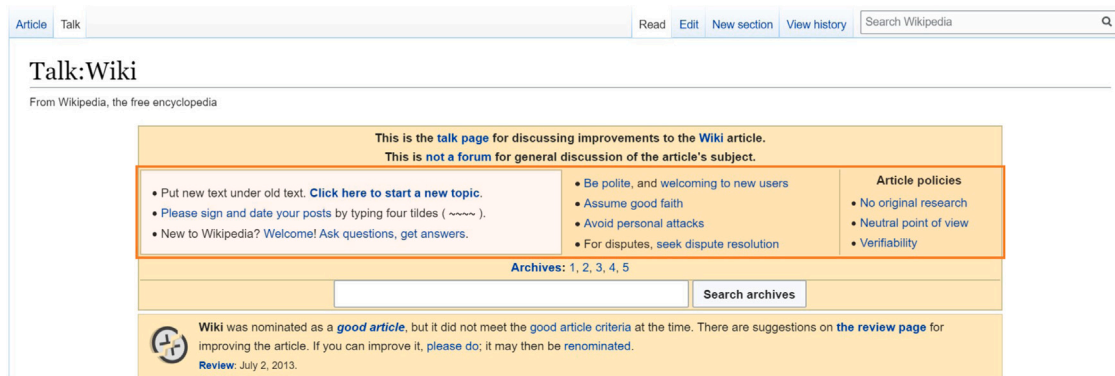 Article Talk Read Edit New section View history Search Wikipedia
Talk:Wiki
From Wikipedia, the free encyclopedia
This is the talk page for discussing improvements to the Wiki article.
This is not a forum for general discussion of the article's subject.
• Put new text under old text. Click here to start a new topic.
• Please sign and date your posts by typing four tildes ( ~~~~ ).
• New to Wikipedia? Welcome! Ask questions, get answers.
• Be polite, and welcoming to new users
• Assume good faith
• Avoid personal attacks
• For disputes, seek dispute resolution
Article policies
• No original research
• Neutral point of view
• Verifiability
Archives: 1, 2, 3, 4, 5
Search archives
Wiki was nominated as a good article, but it did not meet the good article criteria at the time. There are suggestions on the review page for
improving the article. If you can improve it, please do; it may then be renominated.
Review: July 2, 2013.